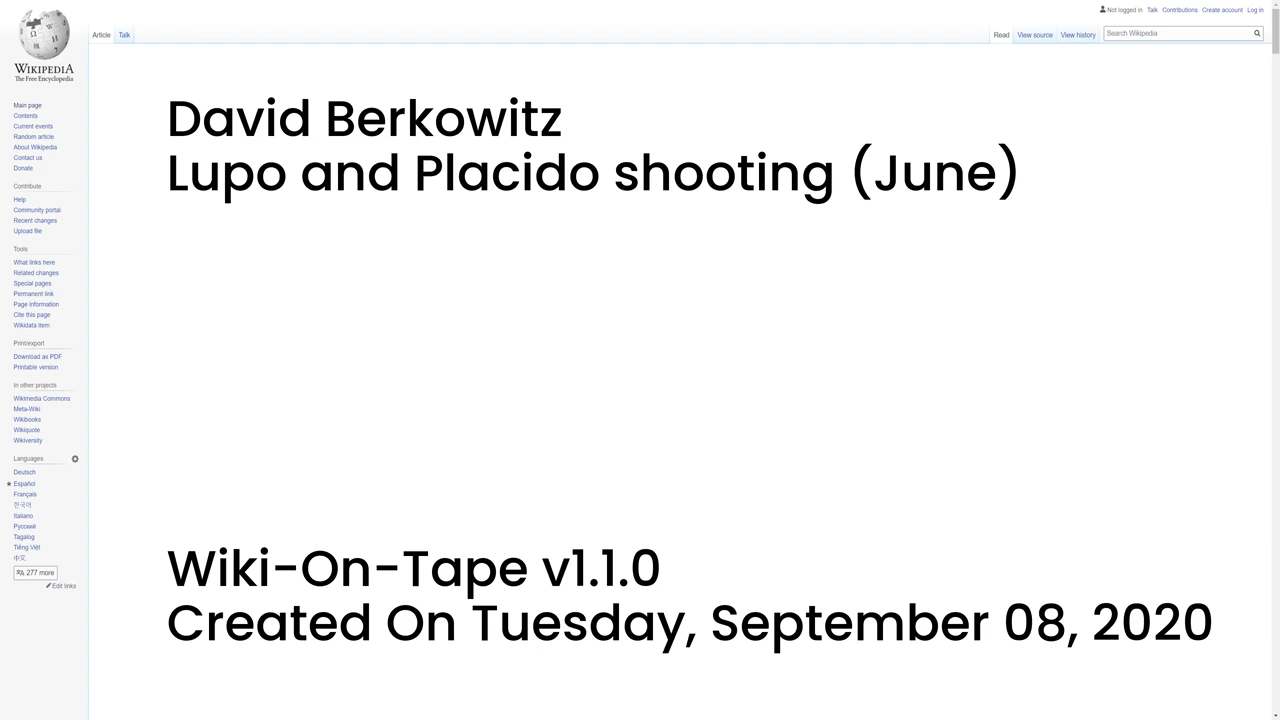 Not logged in Talk Contributions Create account Log in
Article Talk Read View source View history Search Wikipedia
WIKIPEDIA
The Free Encyclopedia
Main page
Contents
Current events
Random article
About Wikipedia
Contact us
Donate
Contribute
Help
Community portal
Recent changes
Upload file
Tools
What links here
Related changes
Special pages
Permanent link
Page information
Cite this page
Wikidata item
Print/export
Download as PDF
Printable version
In other projects
Wikimedia Commons
Meta-Wiki
Wikibooks
Wikiquote
Wikiversity
Languages
Deutsch
Español
Français
한국어
Italiano
Русский
Tagalog
Tiếng Việt
中文
277 more
Edit links
David Berkowitz
Lupo and Placido shooting (June)
Wiki-On-Tape v1.1.0
Created On Tuesday, September 08, 2020